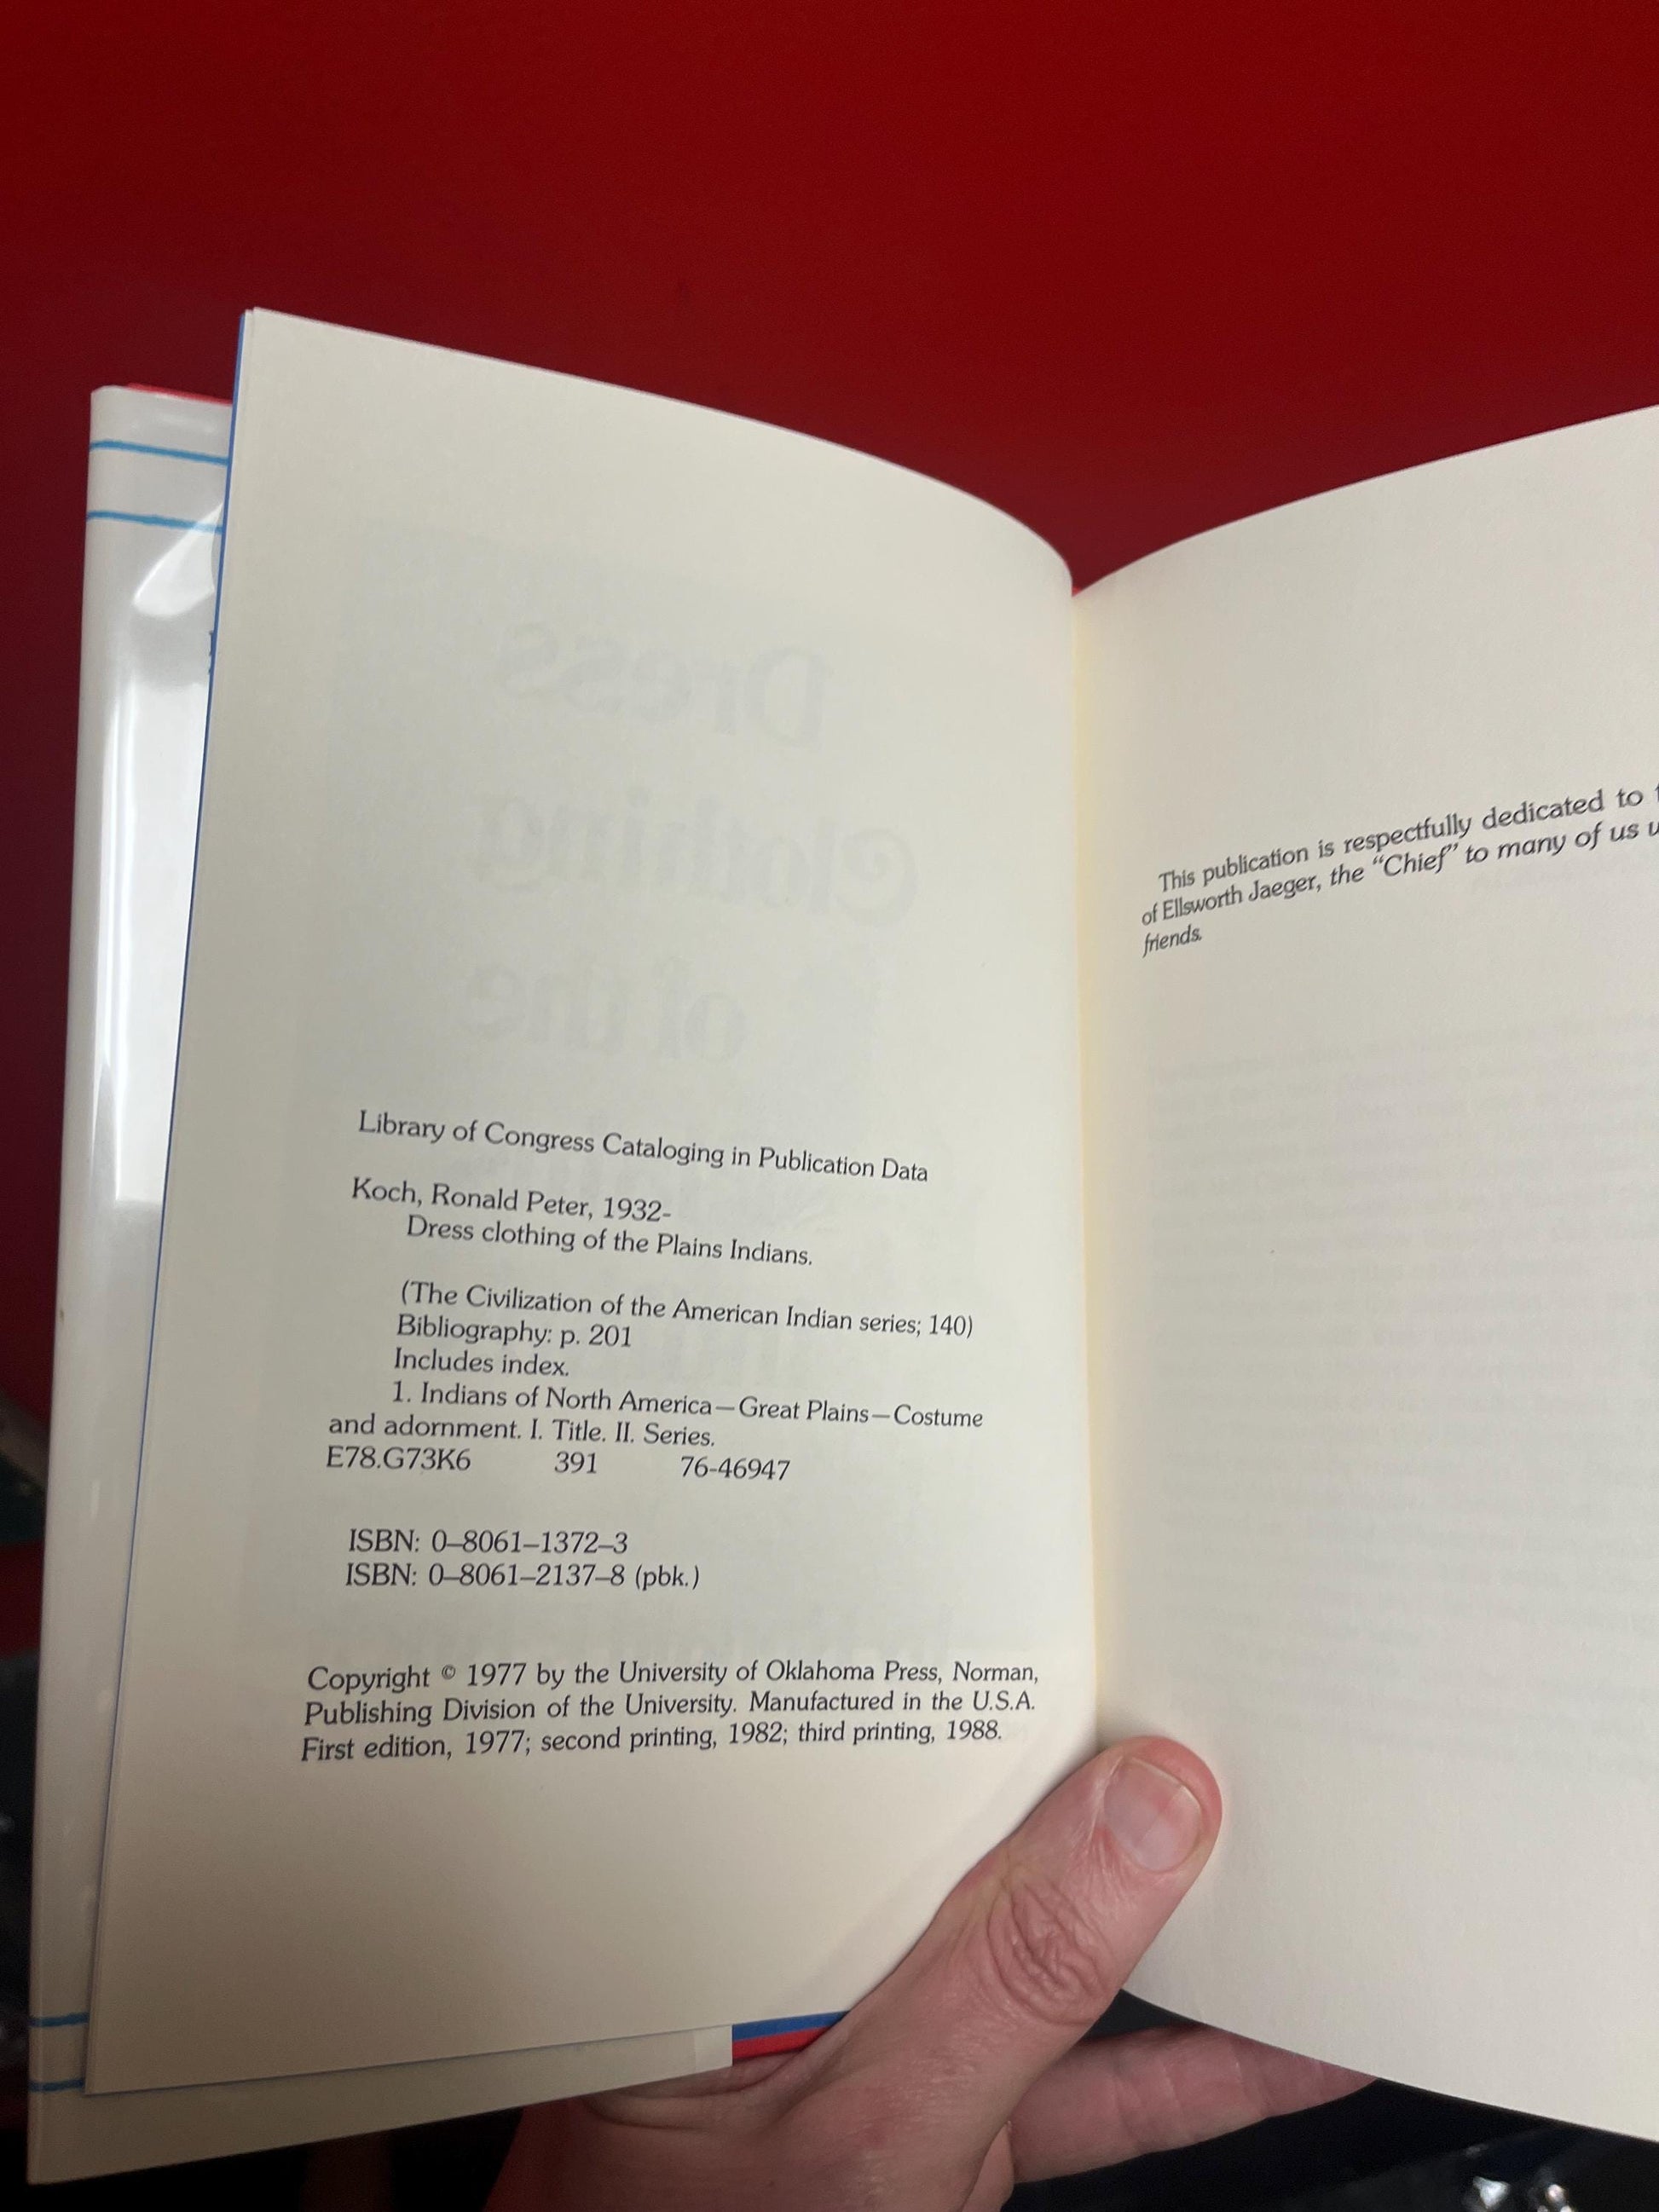 Library of Congress Cataloging in Publication Data
Koch, Ronald Peter, 1932-
Dress clothing of the Plains Indians.
(The Civilization of the American Indian series; 140)
Bibliography: p. 201
Includes index.
1. Indians of North America—Great Plains—Costume
and adornment. I. Title. II. Series.
E78.G73K6 391 76-46947
ISBN: 0–8061–1372–3
ISBN: 0–8061–2137–8 (pbk.)
Copyright © 1977 by the University of Oklahoma Press, Norman,
Publishing Division of the University. Manufactured in the U.S.A.
First edition, 1977; second printing, 1982; third printing, 1988.
This publication is respectfully dedicated to
of Ellsworth Jaeger, the “Chief” to many of us
friends.
Dress
Clothing
of the